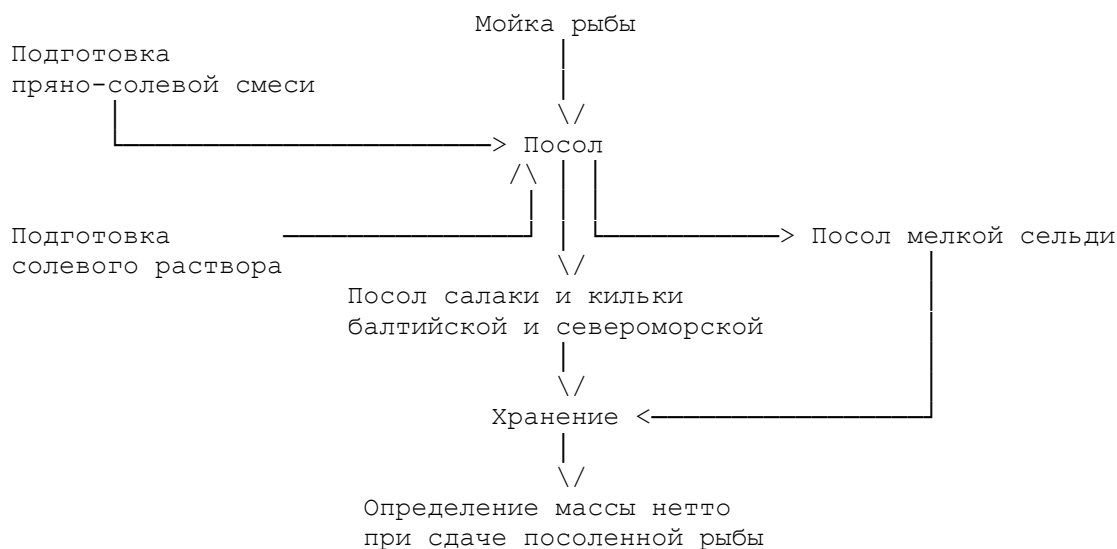 Мойка рыбы
Подготовка
пряно-солевой смеси
Посол
Подготовка
солевого раствора
Посол мелкой сельди
Посол салаки и кильки
балтийской и североморской
Хранение
Определение массы нетто
при сдаче посоленной рыбы